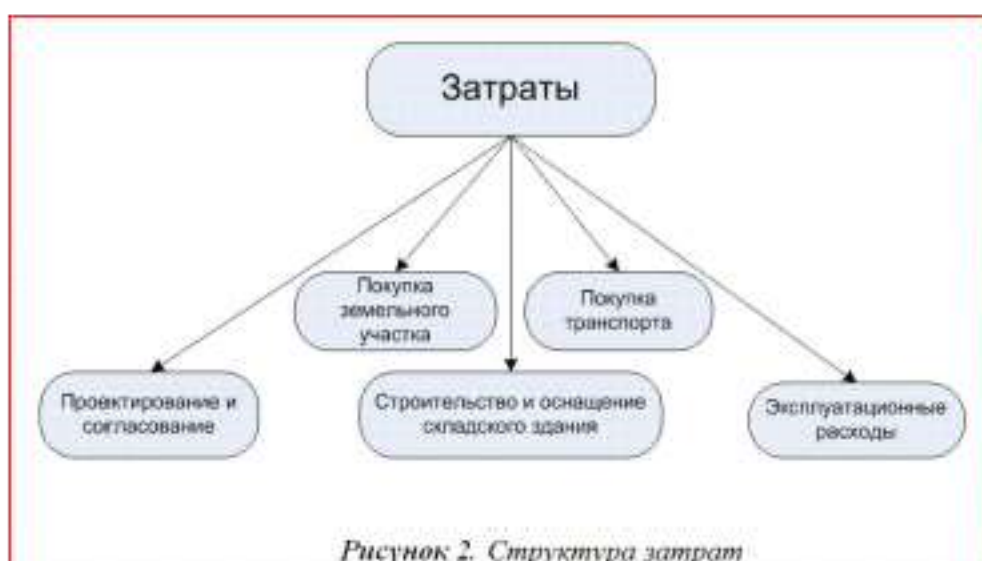 Затраты
Покупка
земельного
участка
Покупка
транспорта
Проектирование и
согласование
Строительство и оснащение
складского здания
Эксплуатационные
расходы
Рисунок 2. Структура затрат